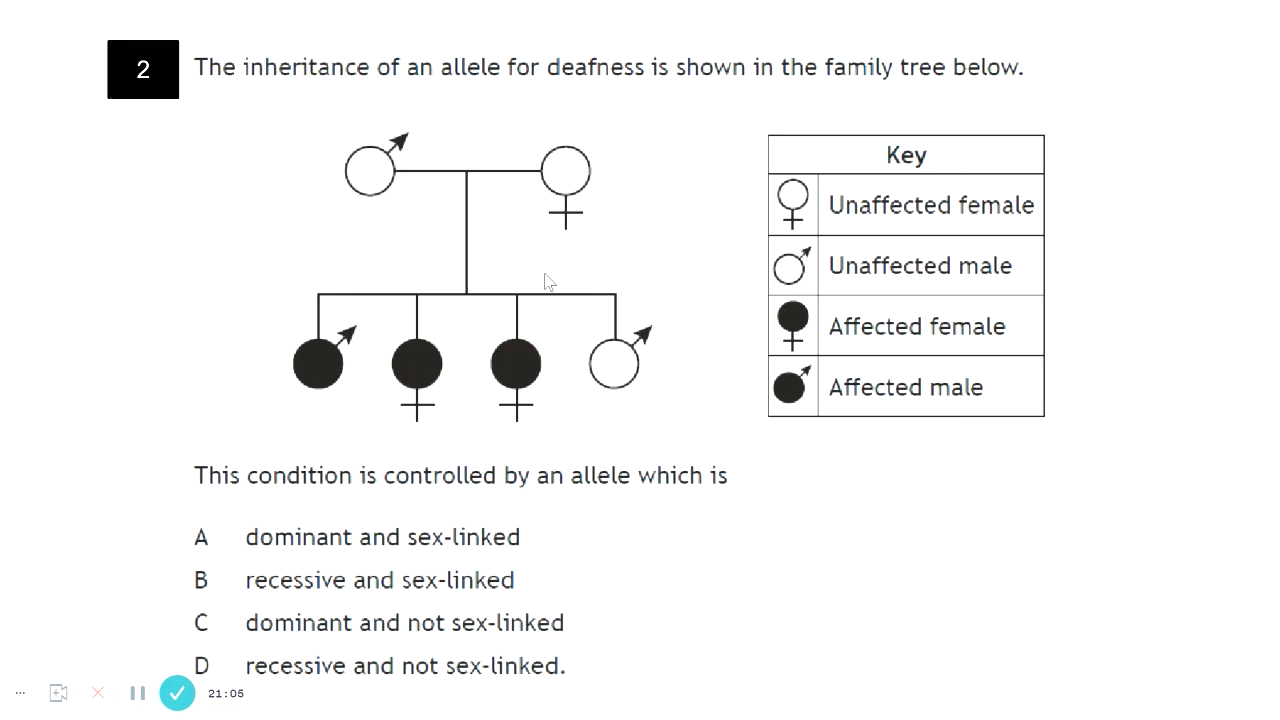 2
The inheritance of an allele for deafness is shown in the family tree below.
Key
Unaffected female
Unaffected male
Affected female
Affected male
This condition is controlled by an allele which is
A dominant and sex-linked
B recessive and sex-linked
C dominant and not sex-linked
D recessive and not sex-linked.
... 21:05